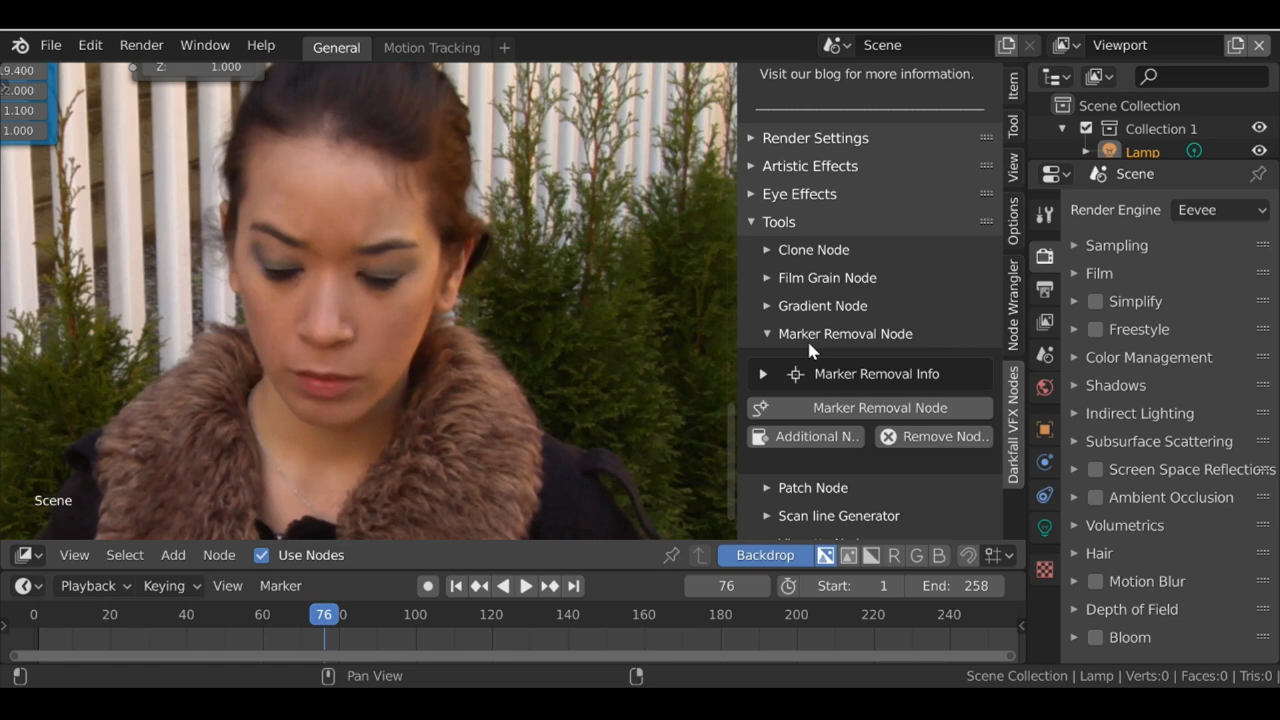 File Edit Render Window Help General Motion Tracking + Scene Viewport
19.400
2.000
1.100
1.000
Z: 1.000
Scene
Visit our blog for more information.
Render Settings
Artistic Effects
Eye Effects
Tools
Clone Node
Film Grain Node
Gradient Node
Marker Removal Node
Marker Removal Info
Marker Removal Node
Additional N.. Remove Nod..
Patch Node
Scan line Generator
Item
Tool
View
Options
Node Wrangler
Darkfall VFX Nodes
Scene Collection
Collection 1
Lamp
Scene
Render Engine Eevee
Sampling
Film
Simplify
Freestyle
Color Management
Shadows
Indirect Lighting
Subsurface Scattering
Screen Space Reflections
Ambient Occlusion
Volumetrics
Hair
Motion Blur
Depth of Field
Bloom
View Select Add Node Use Nodes Backdrop R G B
Playback Keying View Marker 76 Start: 1 End: 258
0 20 40 60 76 100 120 140 160 180 200 220 240
Pan View Scene Collection | Lamp | Verts:0 | Faces:0 | Tris:0 |